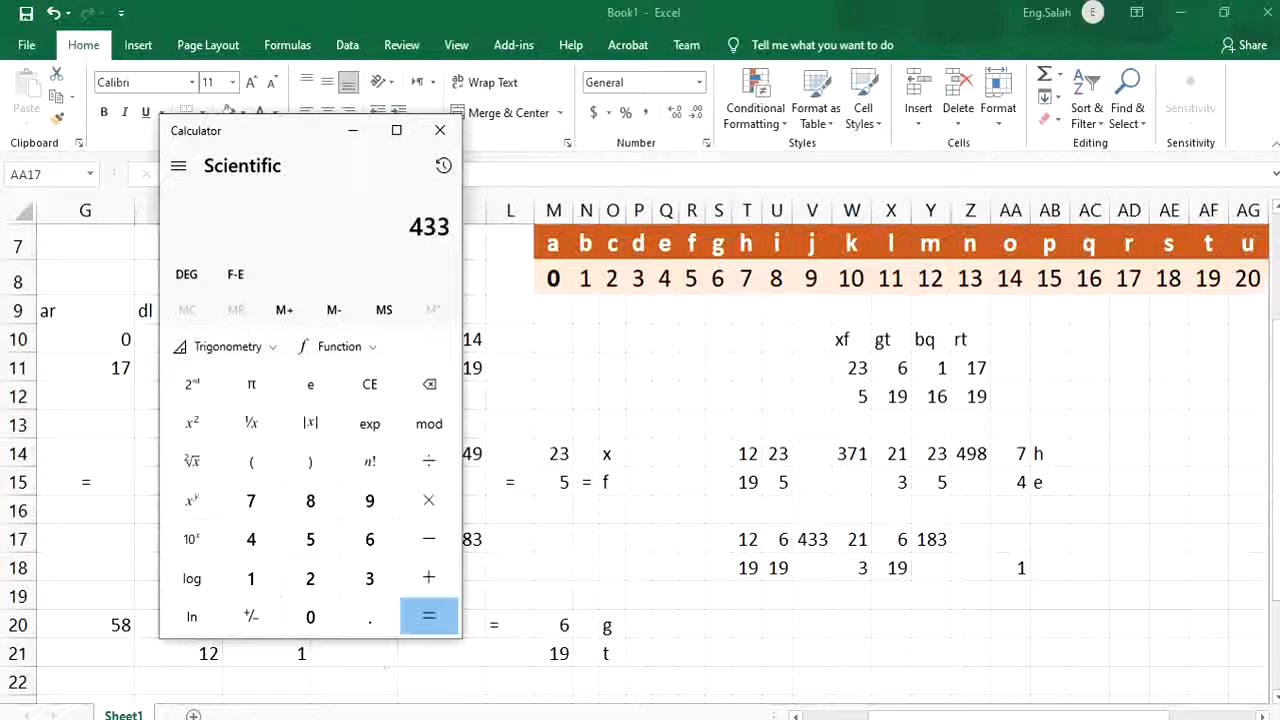 Book1 - Excel
Eng.Salah E
File Home Insert Page Layout Formulas Data Review View Add-ins Help Acrobat Team Tell me what you want to do Share
Paste
Calibri 11
B I U
Wrap Text
Merge & Center
General
$ %
Conditional Formatting
Format as Table
Cell Styles
Insert
Delete
Format
Sort & Filter
Find & Select
Sensitivity
Clipboard Number Styles Cells Editing Sensitivity
AA17
Calculator
Scientific
433
DEG F-E
MC MR M+ M- MS M˅
Trigonometry Function
2ⁿᵈ π e CE
x² ¹/x |x| exp mod
²√x ( ) n! ÷
xʸ 7 8 9 ×
10ˣ 4 5 6 −
log 1 2 3 +
ln +/− 0 . =
G L M N O P Q R S T U V W X Y Z AA AB AC AD AE AF AG
7 a b c d e f g h i j k l m n o p q r s t u
8 0 1 2 3 4 5 6 7 8 9 10 11 12 13 14 15 16 17 18 19 20
9 ar dl
10 0 14 xf gt bq rt
11 17 19 23 6 1 17
12 5 19 16 19
13
14 49 23 x 12 23 371 21 23 498 7 h
15 = = 5 = f 19 5 3 5 4 e
16
17 83 12 6 433 21 6 183
18 19 19 3 19 1
19
20 58 = 6 g
21 12 1 19 t
22
Sheet1